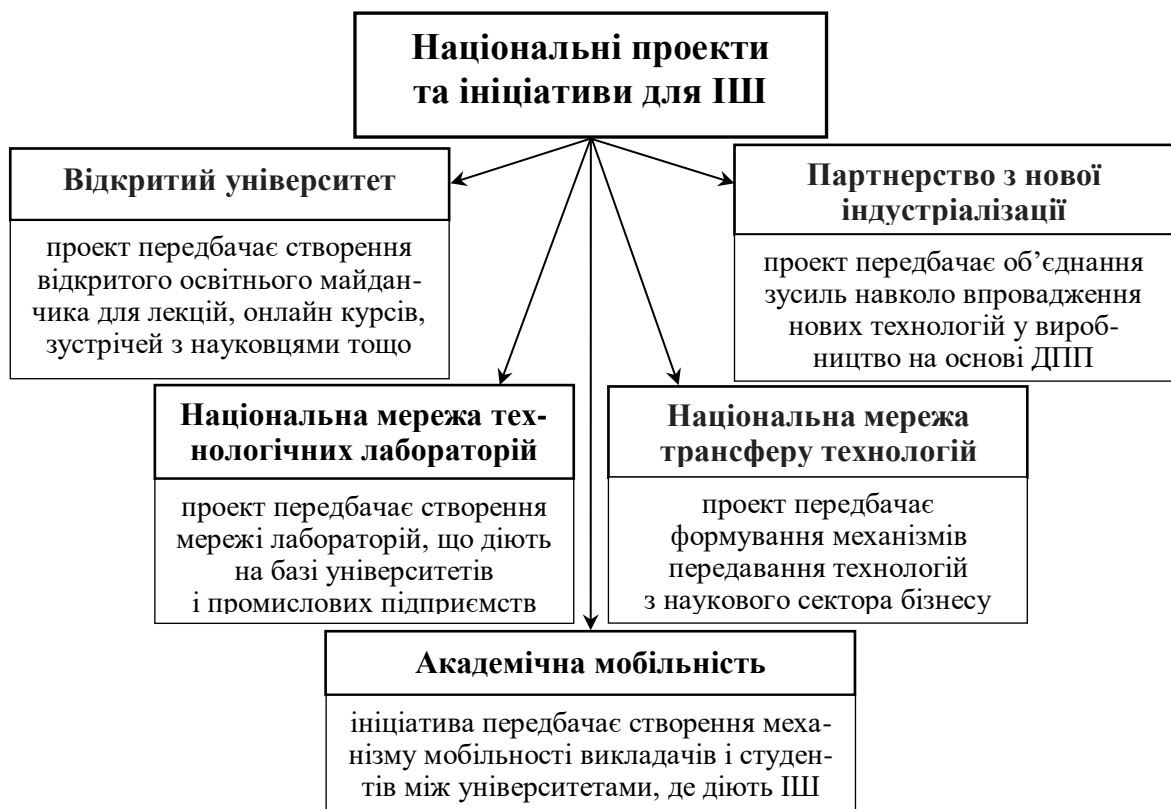 Національні проекти
та ініціативи для ІШ
Відкритий університет
проект передбачає створення
відкритого освітнього майдан-
чика для лекцій, онлайн курсів,
зустрічей з науковцями тощо
Партнерство з нової
індустріалізації
проект передбачає об’єднання
зусиль навколо впровадження
нових технологій у вироб-
ництво на основі ДПП
Національна мережа тех-
нологічних лабораторій
проект передбачає створення
мережі лабораторій, що діють
на базі університетів
і промислових підприємств
Національна мережа
трансферу технологій
проект передбачає
формування механізмів
передавання технологій
з наукового сектора бізнесу
Академічна мобільність
ініціатива передбачає створення меха-
нізму мобільності викладачів і студен-
тів між університетами, де діють ІШ